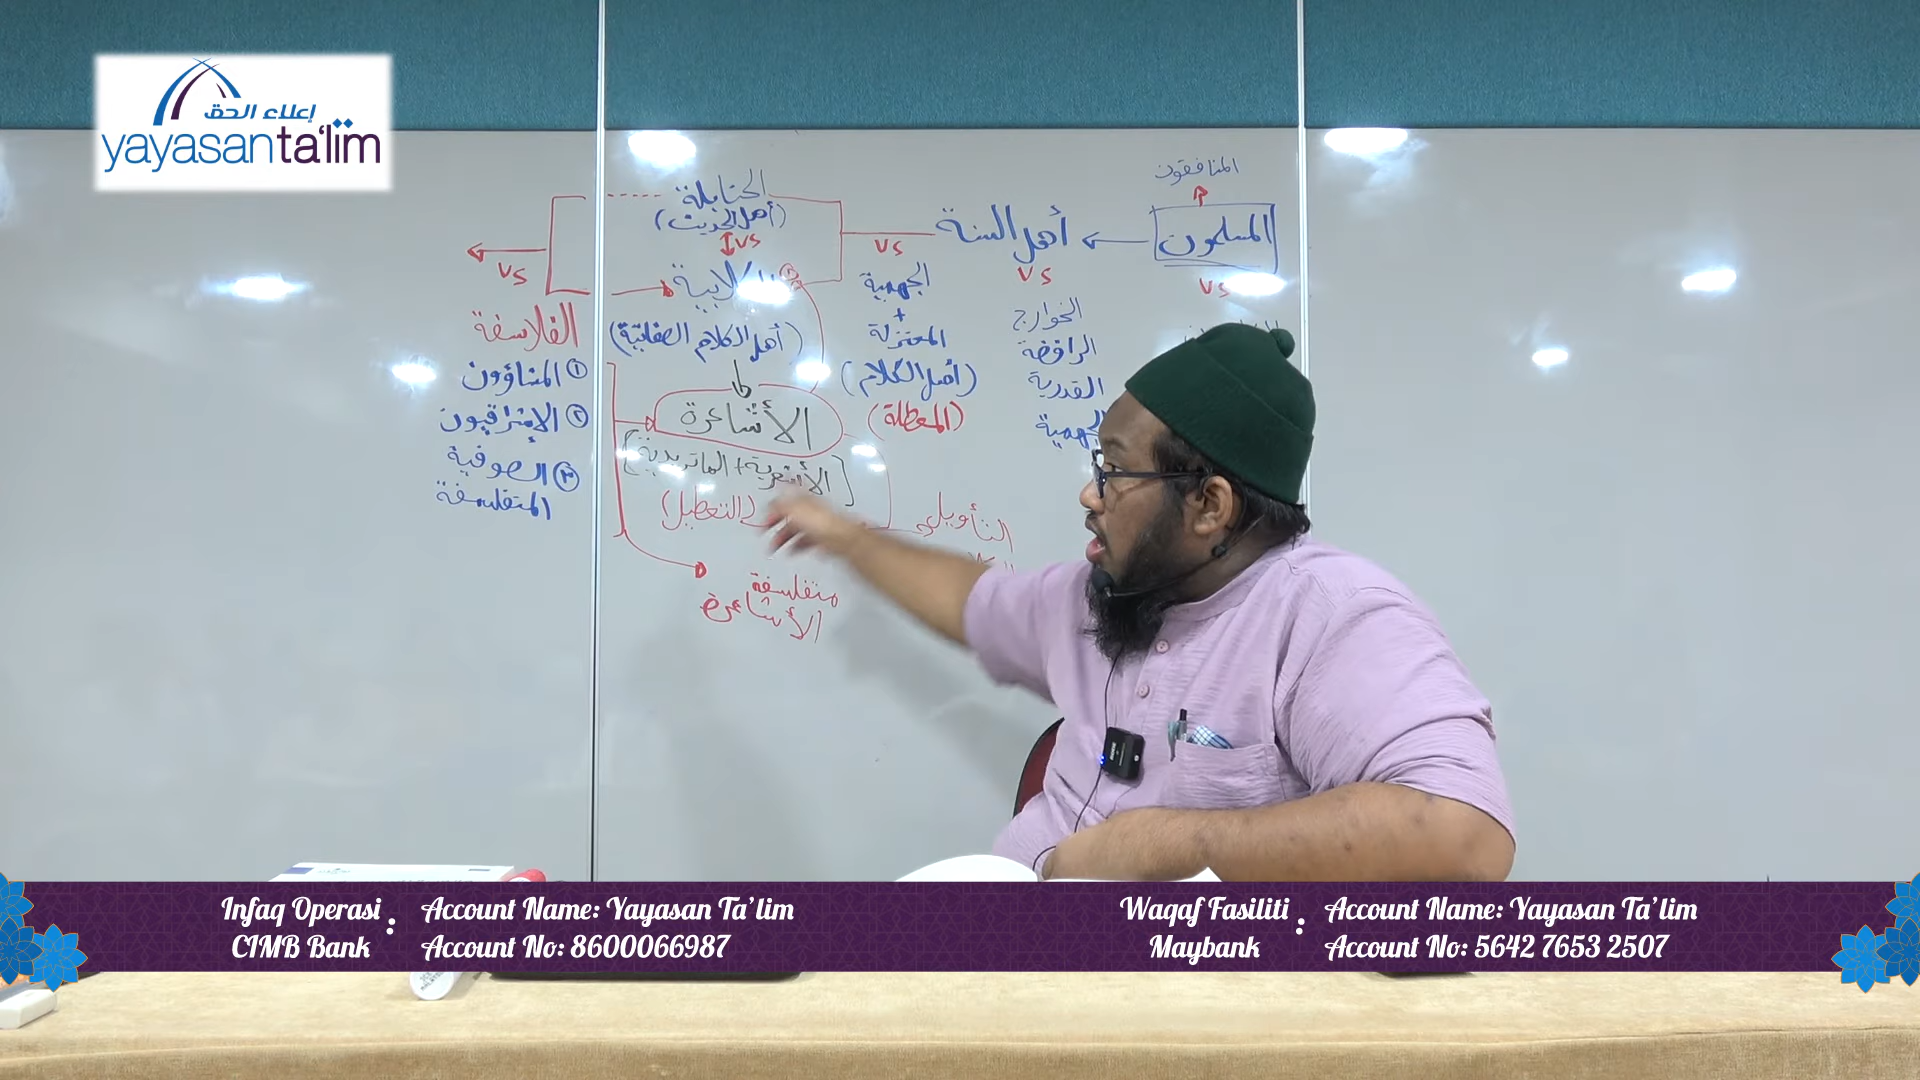 إعلاء الحق
yayasanta'lim
المنافقون
المسلمون
vs
أهل السنة
vs
الخوارج
الرافضة
القدرية
الجهمية
vs
الجهمية
+
المعتزلة
(أهل الكلام)
(المعطلة)
التأويل
الحنابلة
(أهل الحديث)
vs
الكلابية
(أهل الكلام الصفاتية)
الأشاعرة
[الأشعرية + الماتريدية]
(التعطيل)
متفلسفة
الأشاعرة
vs
الفلاسفة
① المشاؤون
② الإشراقيون
③ الصوفية
المتفلسفة
Infaq Operasi : Account Name: Yayasan Ta'lim
CIMB Bank Account No: 8600066987
Waqaf Fasiliti : Account Name: Yayasan Ta'lim
Maybank Account No: 5642 7653 2507